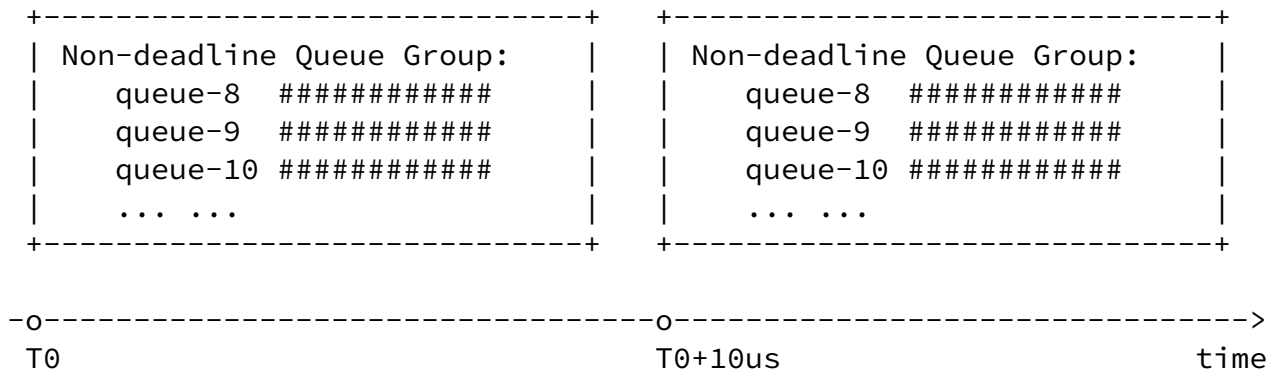 +------------------------------+   +-------------------------------+
| Non-deadline Queue Group:    |   | Non-deadline Queue Group:     |
|    queue-8  ############     |   |    queue-8  ############      |
|    queue-9  ############     |   |    queue-9  ############      |
|    queue-10 ############     |   |    queue-10 ############      |
|    ... ...                   |   |    ... ...                    |
+------------------------------+   +-------------------------------+
-o----------------------------------o-------------------------------->
T0                                  T0+10us                       time